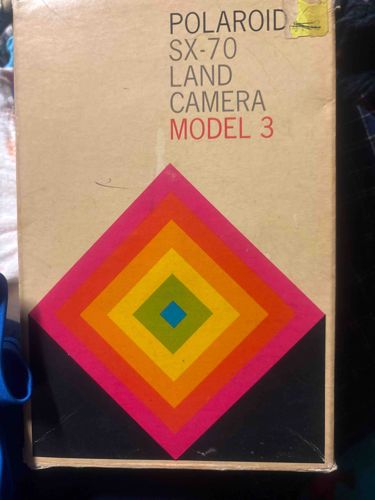 POLAROID
SX-70
LAND
CAMERA
MODEL 3